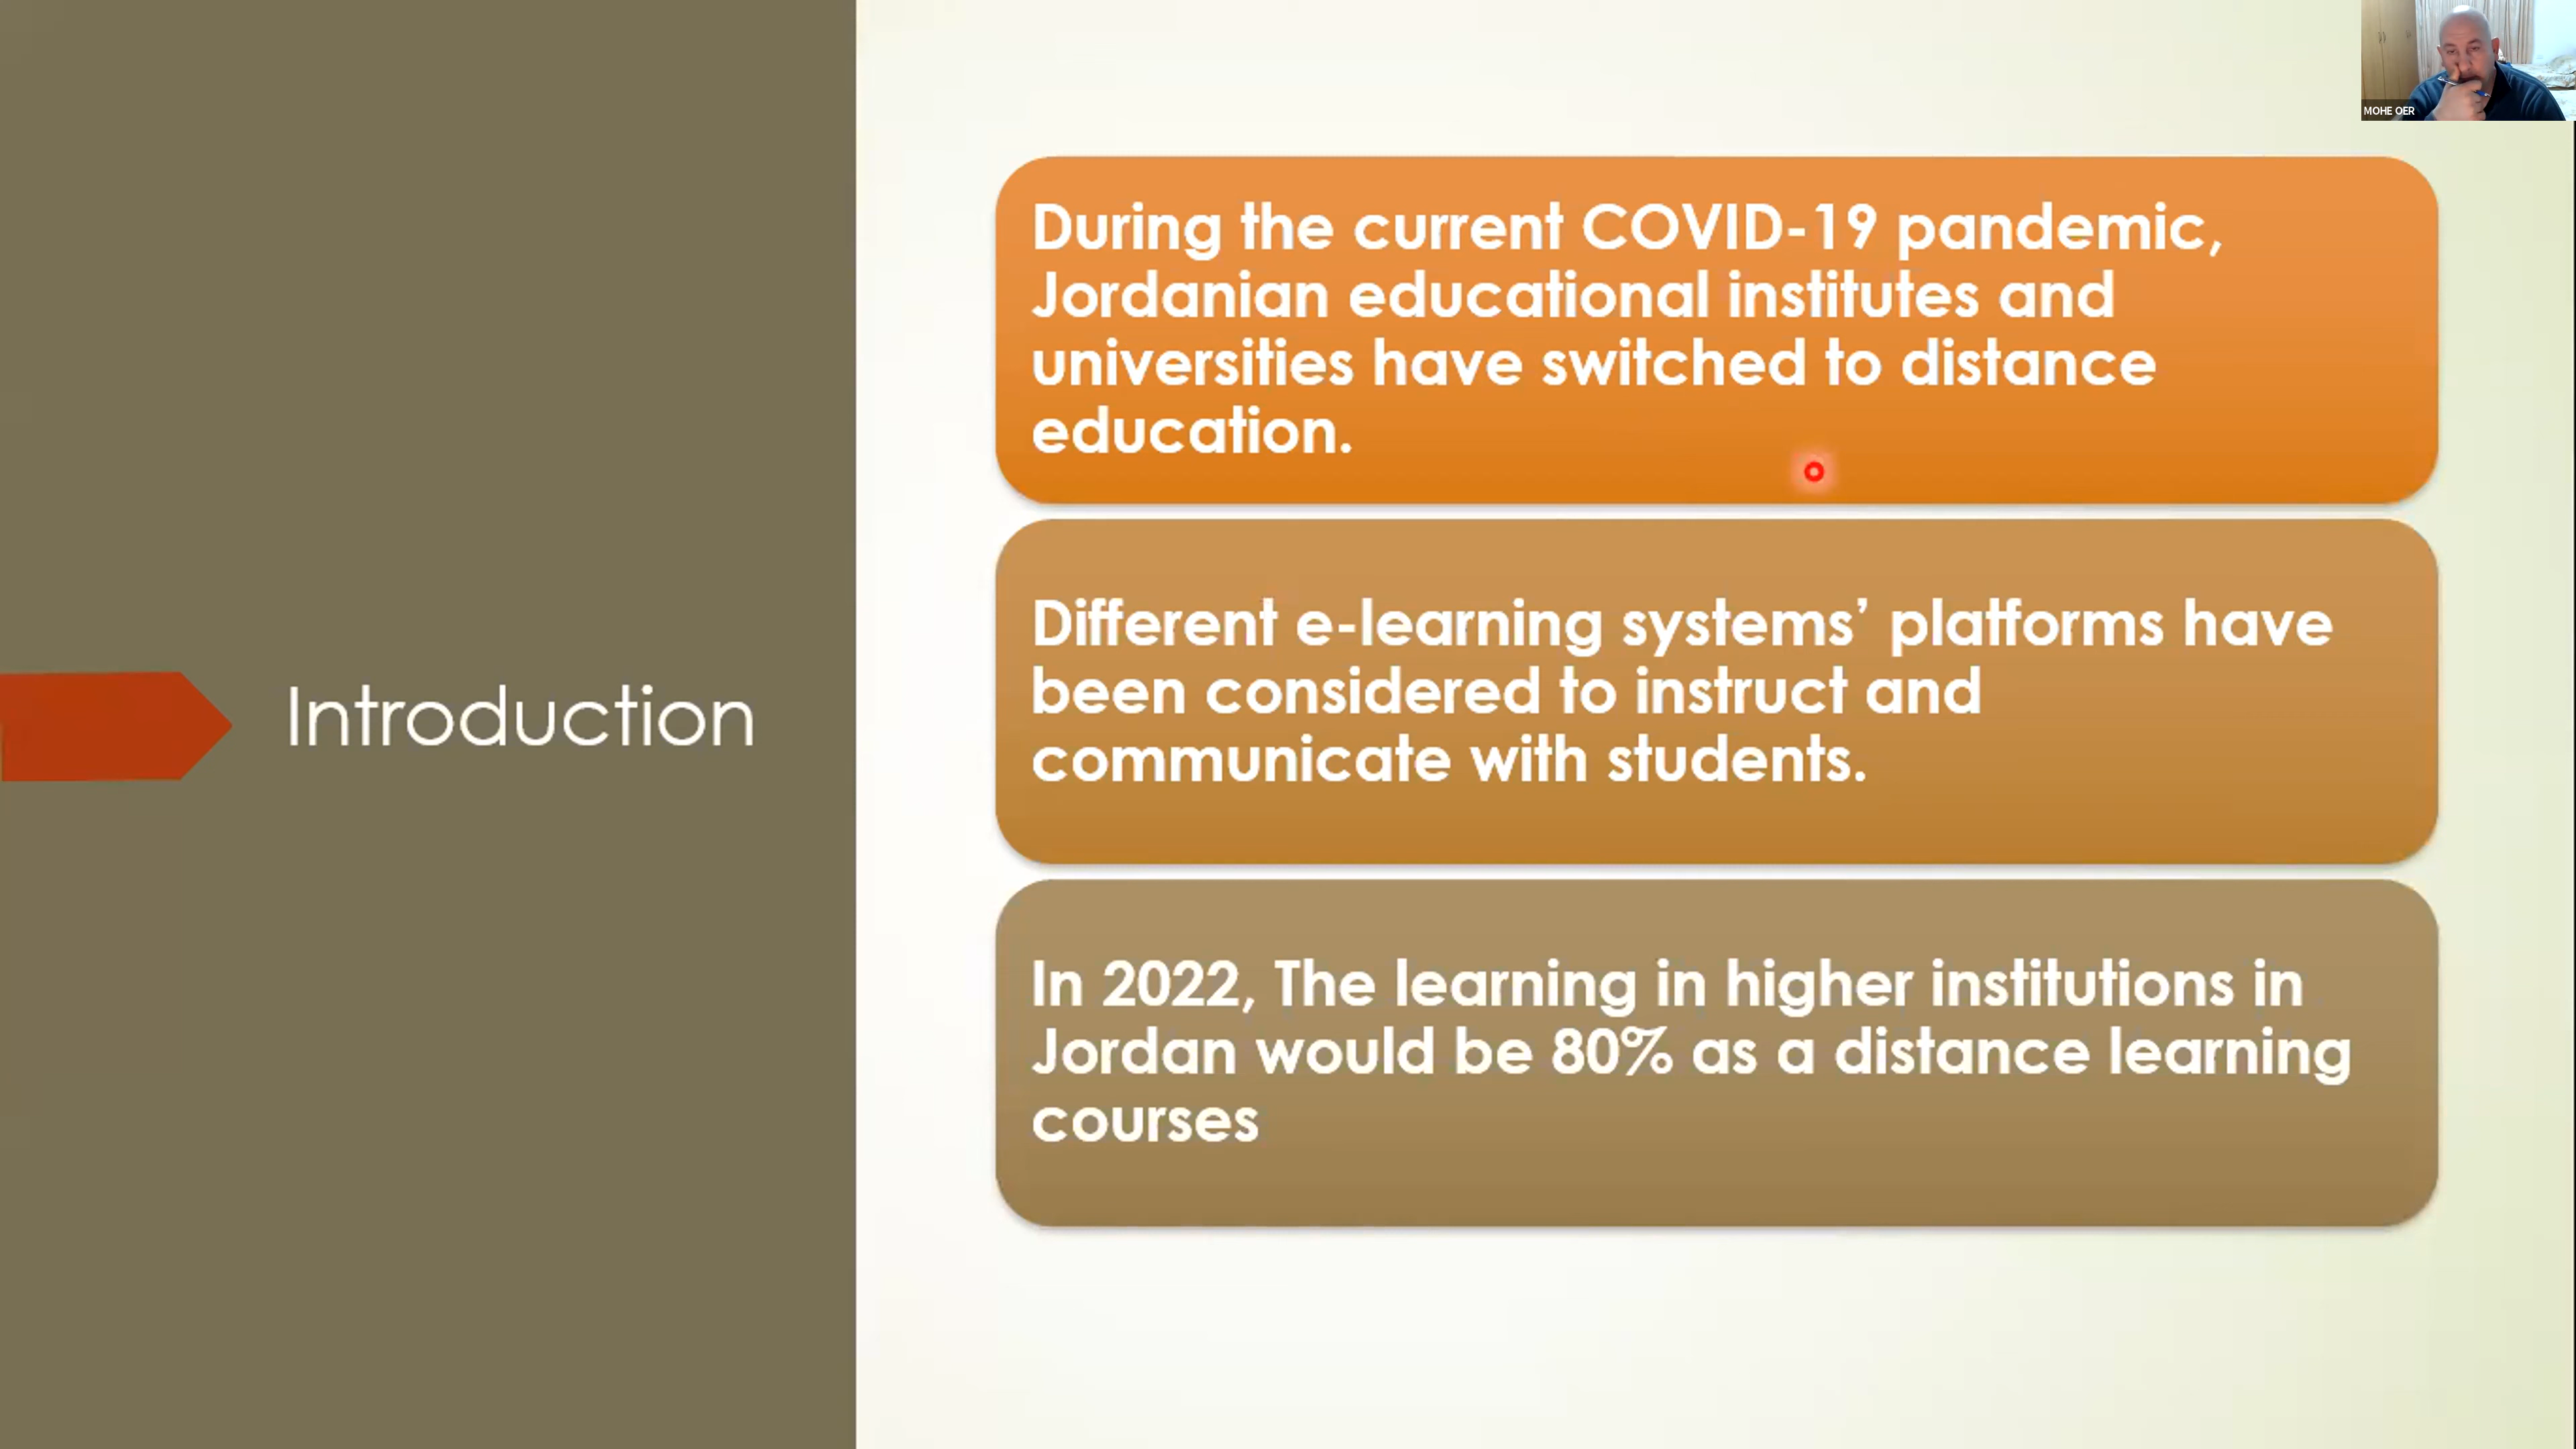 Introduction
During the current COVID-19 pandemic,
Jordanian educational institutes and
universities have switched to distance
education.
Different e-learning systems’ platforms have
been considered to instruct and
communicate with students.
In 2022, The learning in higher institutions in
Jordan would be 80% as a distance learning
courses
MOHE OER